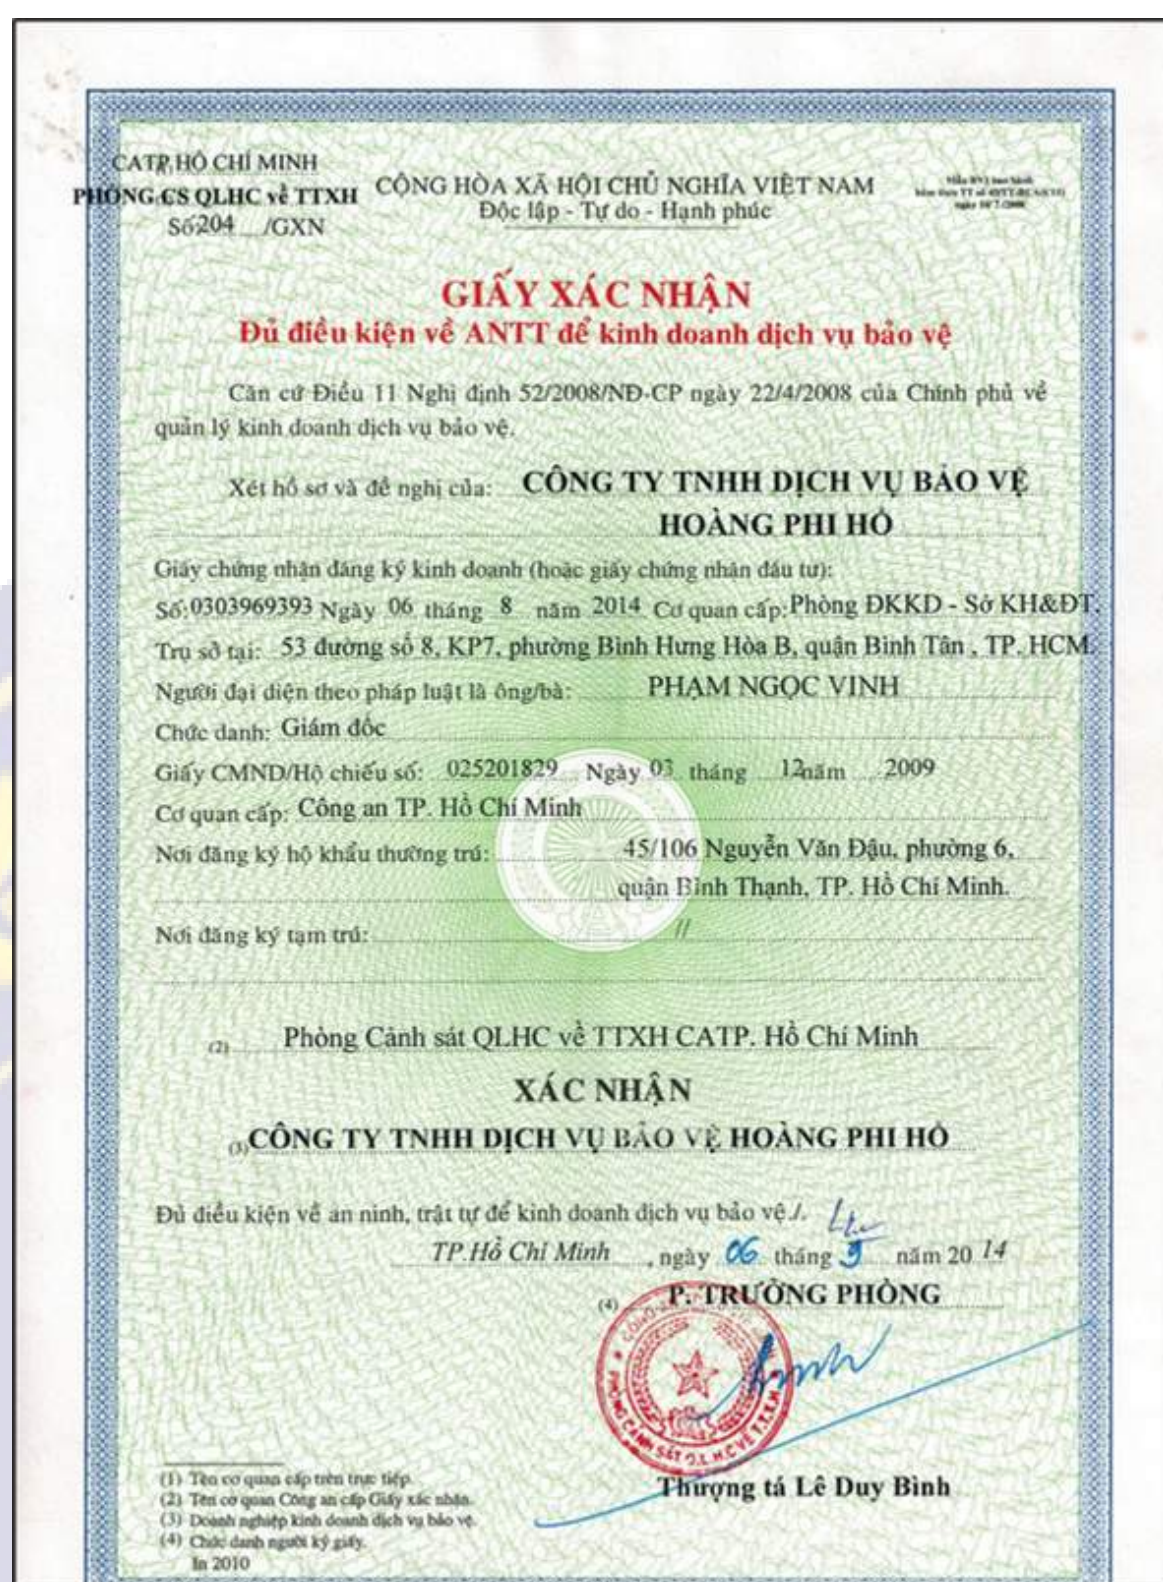 CATP HỒ CHÍ MINH
PHÒNG CS QLHC về TTXH
Số 204 /GXN
CỘNG HÒA XÃ HỘI CHỦ NGHĨA VIỆT NAM
Độc lập - Tự do - Hạnh phúc
GIẤY XÁC NHẬN
Đủ điều kiện về ANTT để kinh doanh dịch vụ bảo vệ
Căn cứ Điều 11 Nghị định 52/2008/NĐ-CP ngày 22/4/2008 của Chính phủ về
quản lý kinh doanh dịch vụ bảo vệ.
Xét hồ sơ và đề nghị của: CÔNG TY TNHH DỊCH VỤ BẢO VỆ
HOÀNG PHI HỔ
Giấy chứng nhận đăng ký kinh doanh (hoặc giấy chứng nhận đầu tư):
Số: 0303969393 Ngày 06 tháng 8 năm 2014 Cơ quan cấp: Phòng ĐKKD - Sở KH&ĐT.
Trụ sở tại: 53 đường số 8, KP7, phường Bình Hưng Hòa B, quận Bình Tân , TP. HCM.
Người đại diện theo pháp luật là ông/bà: PHẠM NGỌC VINH
Chức danh: Giám đốc
Giấy CMND/Hộ chiếu số: 025201829 Ngày 03 tháng 12 năm 2009
Cơ quan cấp: Công an TP. Hồ Chí Minh
Nơi đăng ký hộ khẩu thường trú: 45/106 Nguyễn Văn Đậu, phường 6,
quận Bình Thạnh, TP. Hồ Chí Minh.
Nơi đăng ký tạm trú: //
(2) Phòng Cảnh sát QLHC về TTXH CATP. Hồ Chí Minh
XÁC NHẬN
(3) CÔNG TY TNHH DỊCH VỤ BẢO VỆ HOÀNG PHI HỔ
Đủ điều kiện về an ninh, trật tự để kinh doanh dịch vụ bảo vệ./.
TP.Hồ Chí Minh , ngày 06 tháng 9 năm 20 14
(4) P. TRƯỞNG PHÒNG
PHÒNG CẢNH SÁT Q.L.H.C VỀ T.T.X.H
Thượng tá Lê Duy Bình
(1) Tên cơ quan cấp trên trực tiếp.
(2) Tên cơ quan Công an cấp Giấy xác nhận.
(3) Doanh nghiệp kinh doanh dịch vụ bảo vệ.
(4) Chức danh người ký giấy.
In 2010